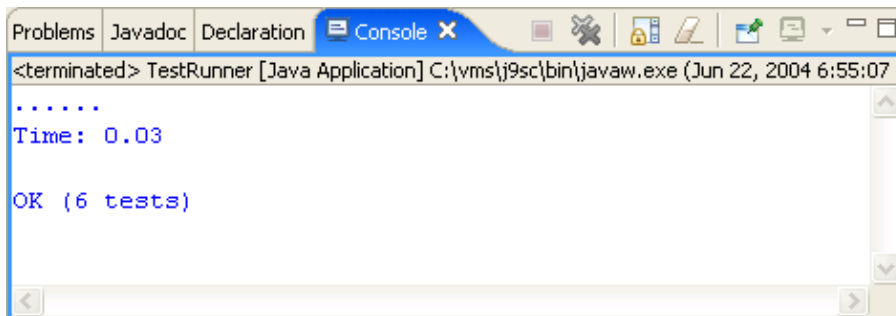 Problems Javadoc Declaration Console
<terminated> TestRunner [Java Application] C:\vms\j9sc\bin\javaw.exe (Jun 22, 2004 6:55:07
......
Time: 0.03
OK (6 tests)